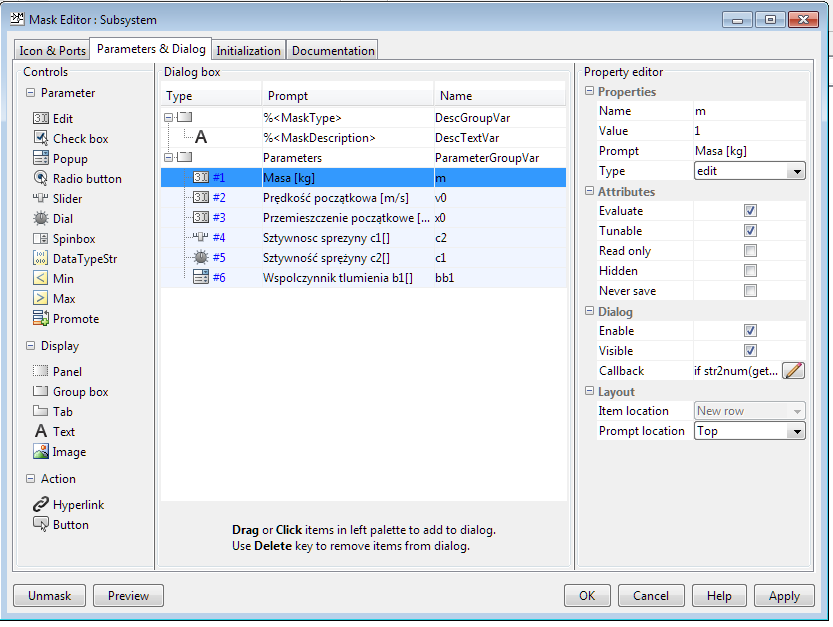 Mask Editor : Subsystem
Icon & Ports Parameters & Dialog Initialization Documentation
Controls
Parameter
Edit
Check box
Popup
Radio button
Slider
Dial
Spinbox
DataTypeStr
Min
Max
Promote
Display
Panel
Group box
Tab
Text
Image
Action
Hyperlink
Button
Dialog box
Type Prompt Name
%<MaskType> DescGroupVar
A %<MaskDescription> DescTextVar
Parameters ParameterGroupVar
#1 Masa [kg] m
#2 Prędkość początkowa [m/s] v0
#3 Przemieszczenie początkowe [... x0
#4 Sztywnosc sprezyny c1[] c2
#5 Sztywność sprężyny c2[] c1
#6 Wspolczynnik tlumienia b1[] bb1
Drag or Click items in left palette to add to dialog.
Use Delete key to remove items from dialog.
Property editor
Properties
Name m
Value 1
Prompt Masa [kg]
Type edit
Attributes
Evaluate
Tunable
Read only
Hidden
Never save
Dialog
Enable
Visible
Callback if str2num(get...
Layout
Item location New row
Prompt location Top
Unmask Preview OK Cancel Help Apply